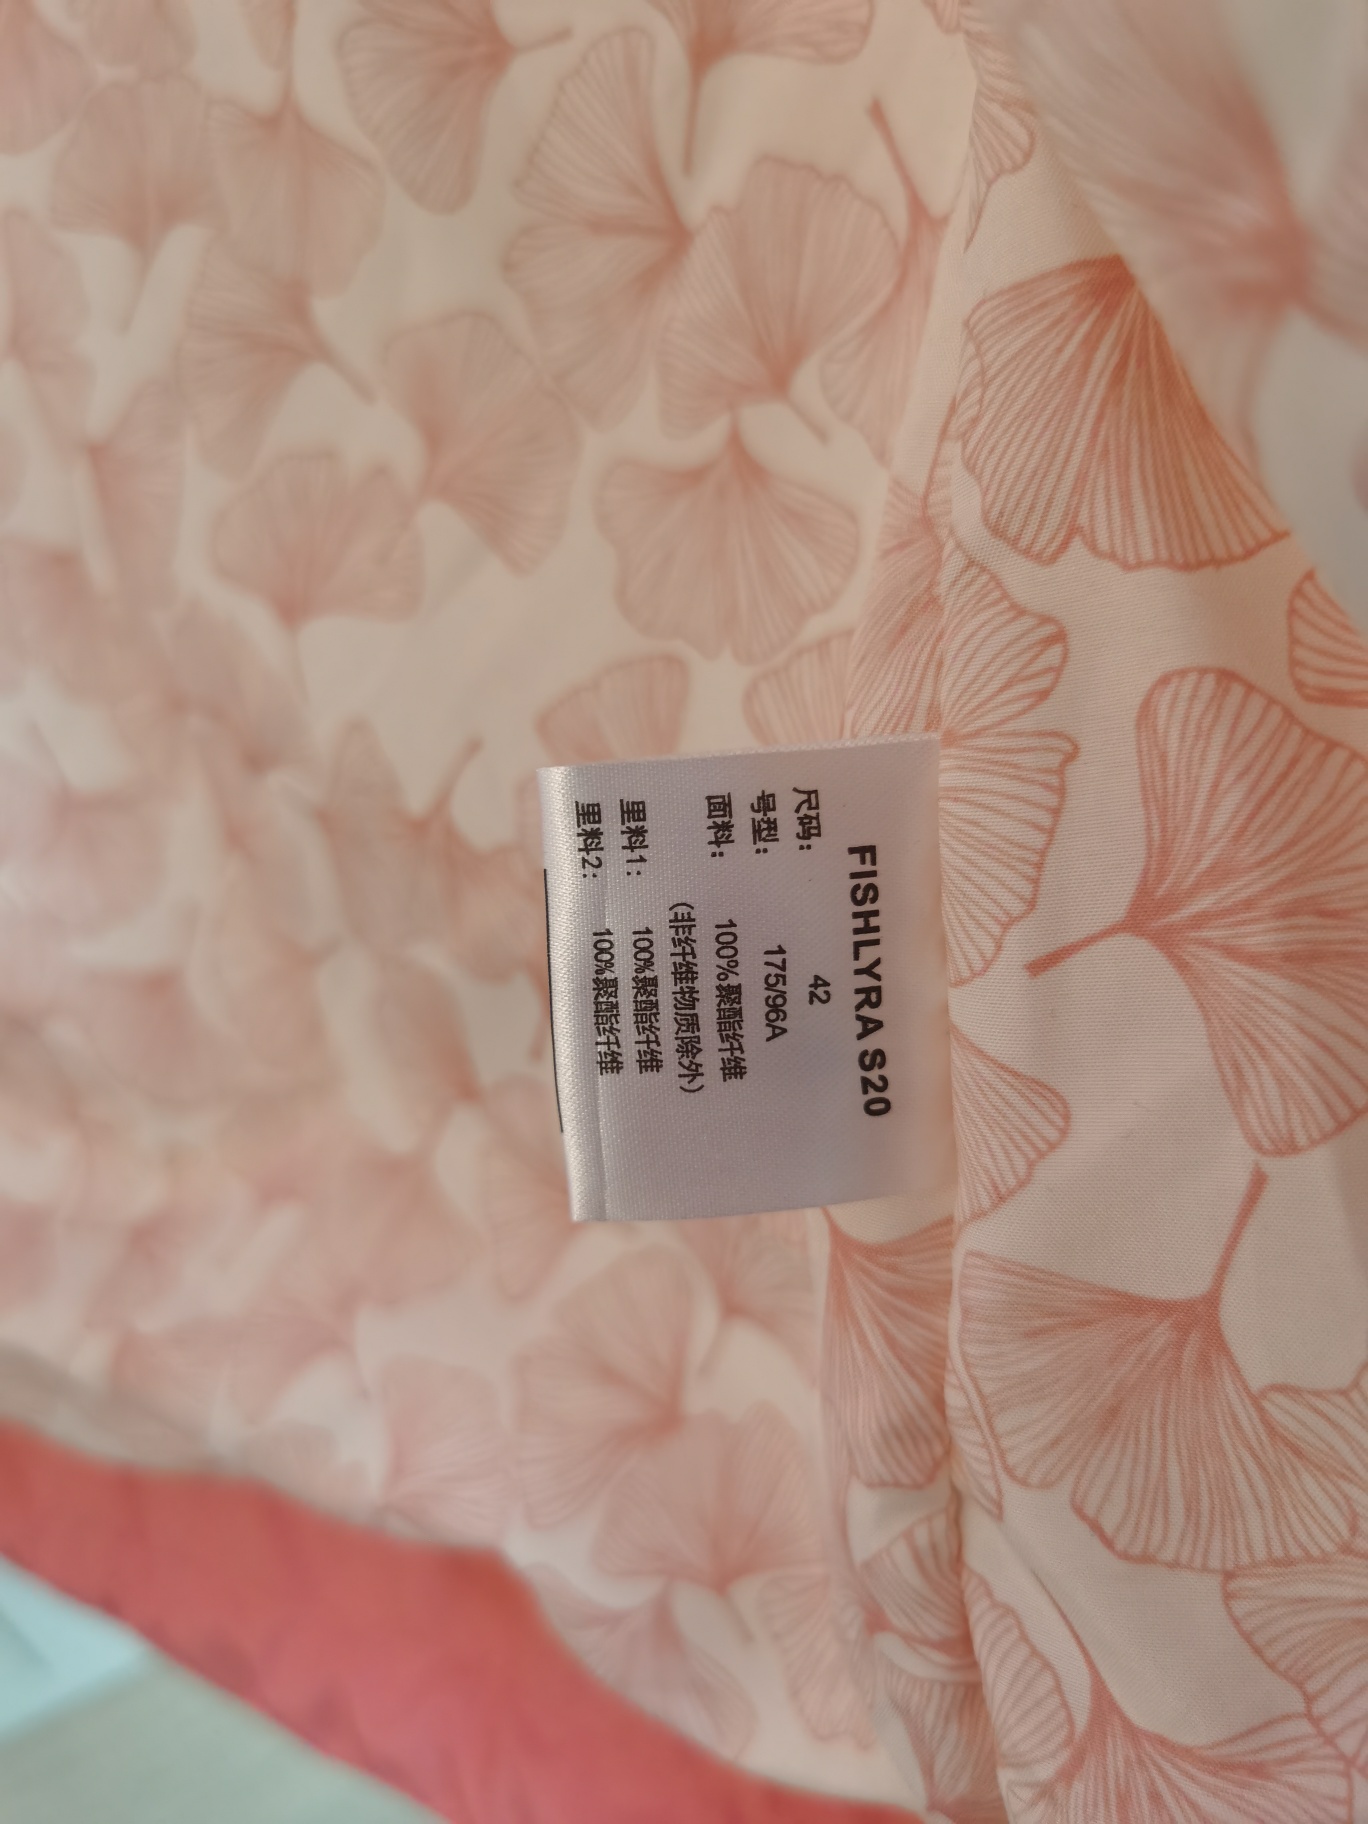 FISHLYRA S20
尺码: 42
号型: 175/96A
面料: 100%聚酯纤维
(非纤维物质除外)
里料1: 100%聚酯纤维
里料2: 100%聚酯纤维